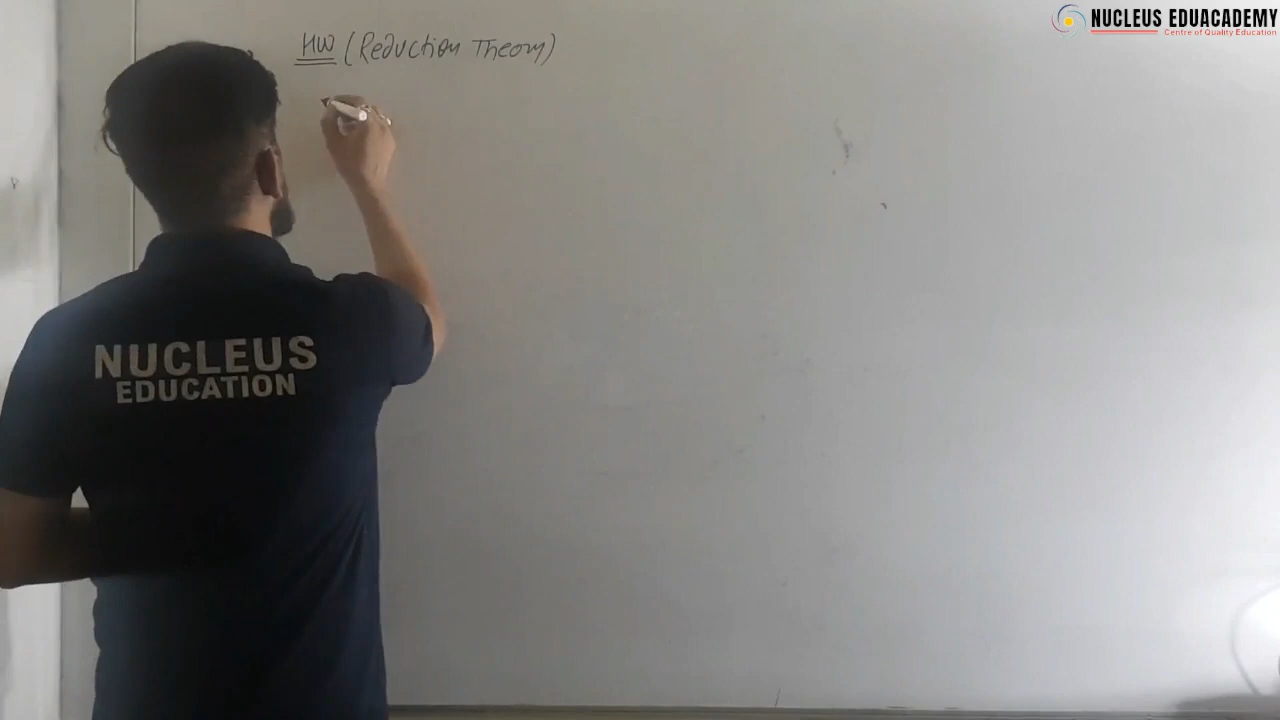 NUCLEUS EDUACADEMY
Centre of Quality Education
HW (Reduction Theory)
NUCLEUS
EDUCATION